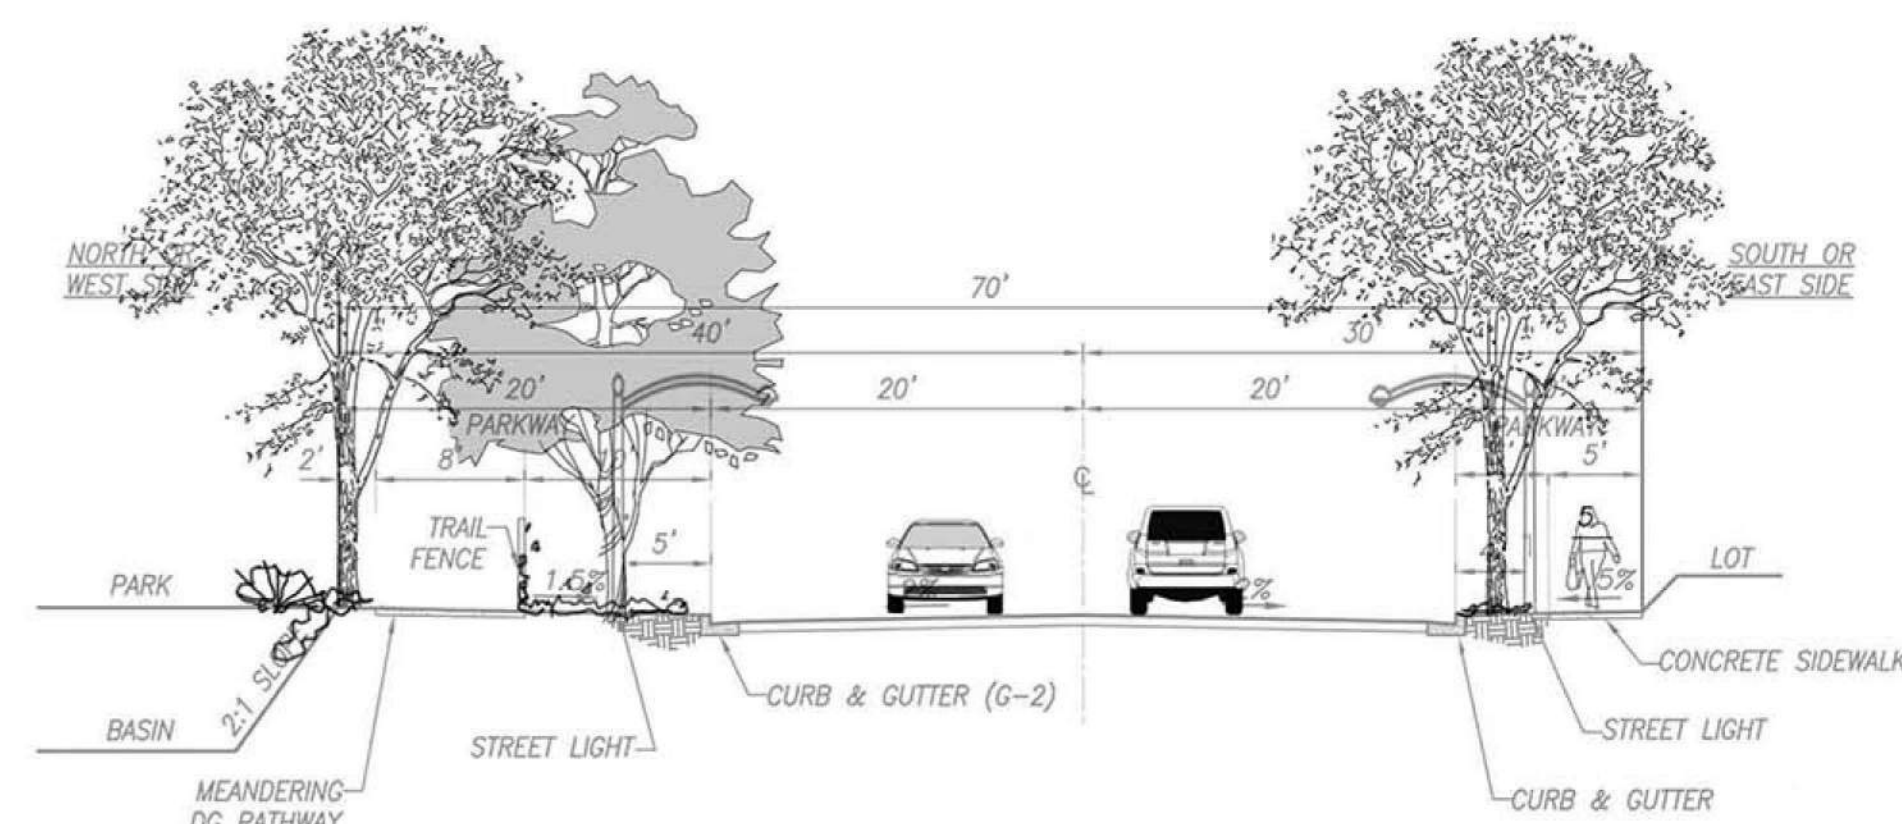 NORTH OR
WEST SIDE
SOUTH OR
EAST SIDE
70'
40'
30'
20'
20'
20'
PARKWAY
PARKWAY
2'
8'
5'
℄
TRAIL
FENCE
5'
1.5%
2%
2%
5%
PARK
LOT
2:1 SLOPE
CONCRETE SIDEWALK
CURB & GUTTER (G-2)
BASIN
STREET LIGHT
STREET LIGHT
MEANDERING
DG PATHWAY
CURB & GUTTER